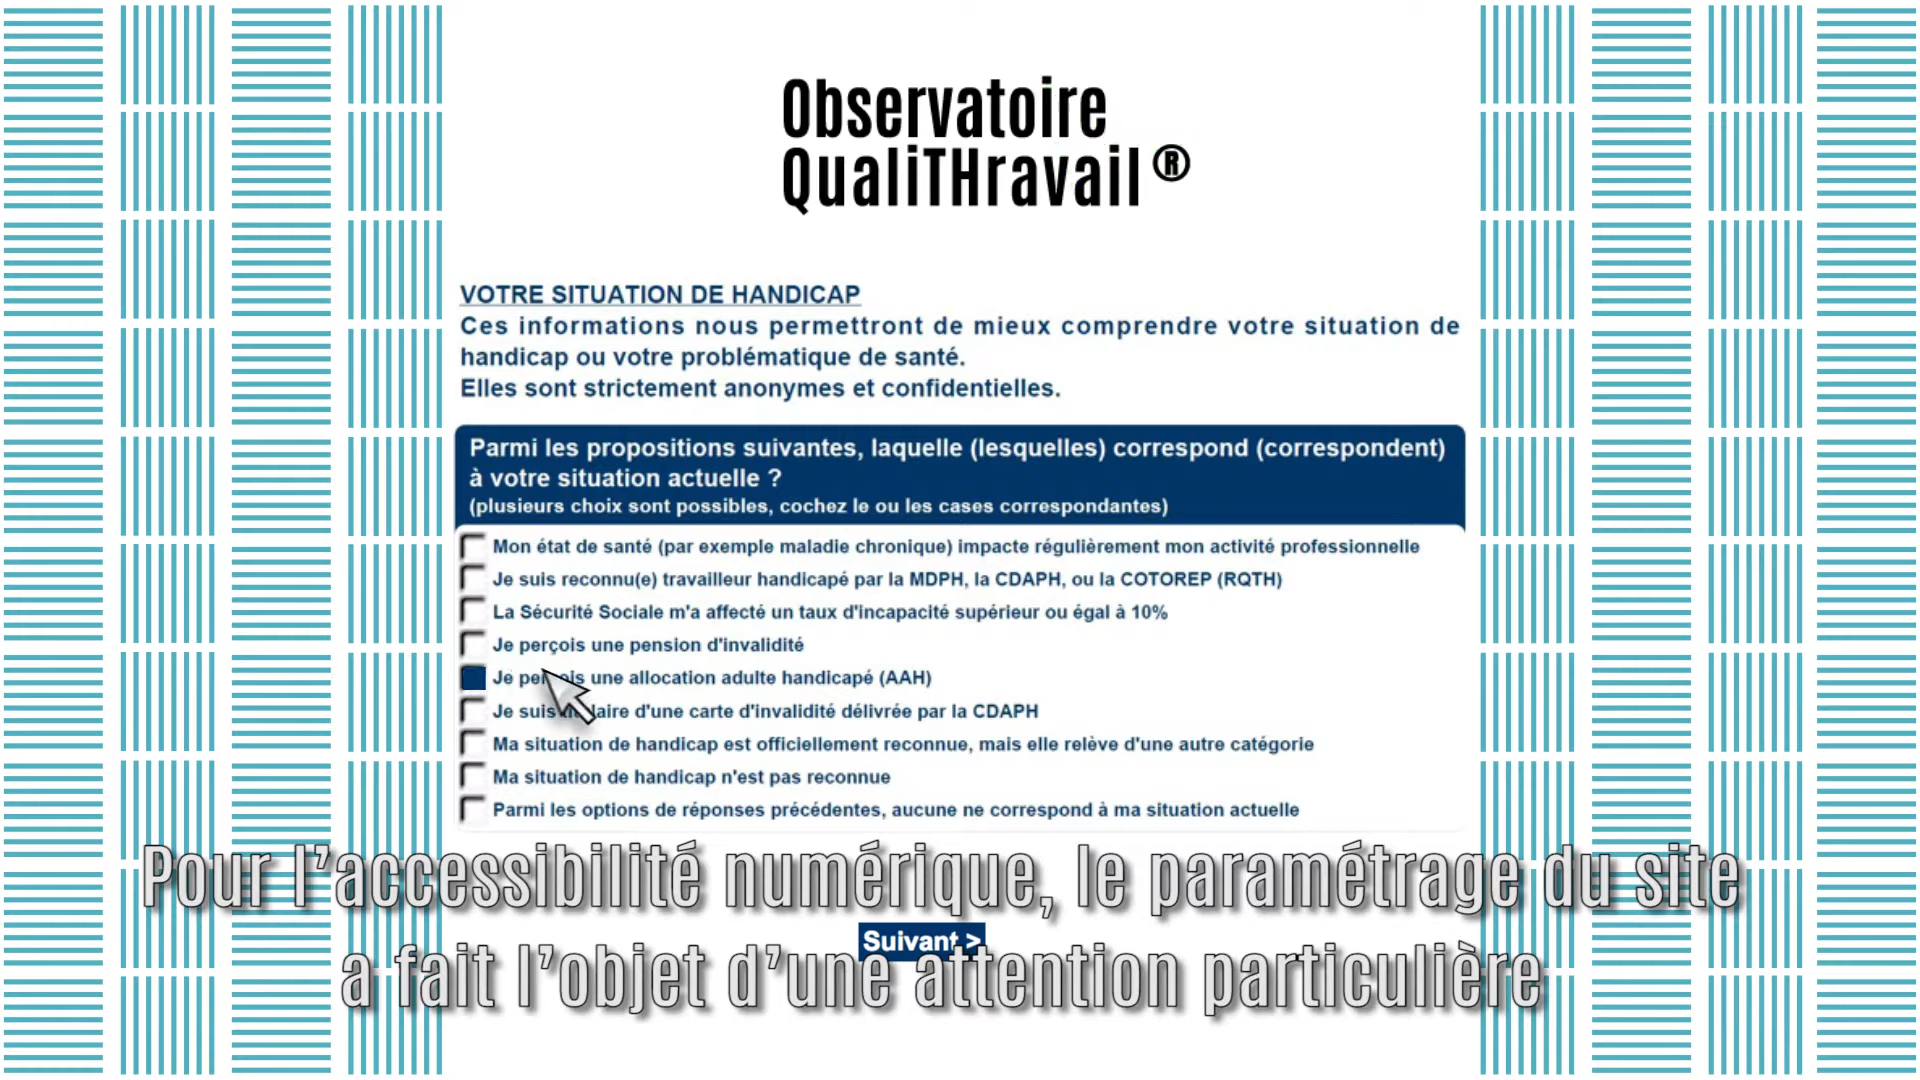 Observatoire
QualiTHravail ®
VOTRE SITUATION DE HANDICAP
Ces informations nous permettront de mieux comprendre votre situation de
handicap ou votre problématique de santé.
Elles sont strictement anonymes et confidentielles.
Parmi les propositions suivantes, laquelle (lesquelles) correspond (correspondent)
à votre situation actuelle ?
(plusieurs choix sont possibles, cochez le ou les cases correspondantes)
Mon état de santé (par exemple maladie chronique) impacte régulièrement mon activité professionnelle
Je suis reconnu(e) travailleur handicapé par la MDPH, la CDAPH, ou la COTOREP (RQTH)
La Sécurité Sociale m'a affecté un taux d'incapacité supérieur ou égal à 10%
Je perçois une pension d'invalidité
Je perçois une allocation adulte handicapé (AAH)
Je suis titulaire d'une carte d'invalidité délivrée par la CDAPH
Ma situation de handicap est officiellement reconnue, mais elle relève d'une autre catégorie
Ma situation de handicap n'est pas reconnue
Parmi les options de réponses précédentes, aucune ne correspond à ma situation actuelle
Pour l'accessibilité numérique, le paramétrage du site
Suivant >
a fait l'objet d'une attention particulière